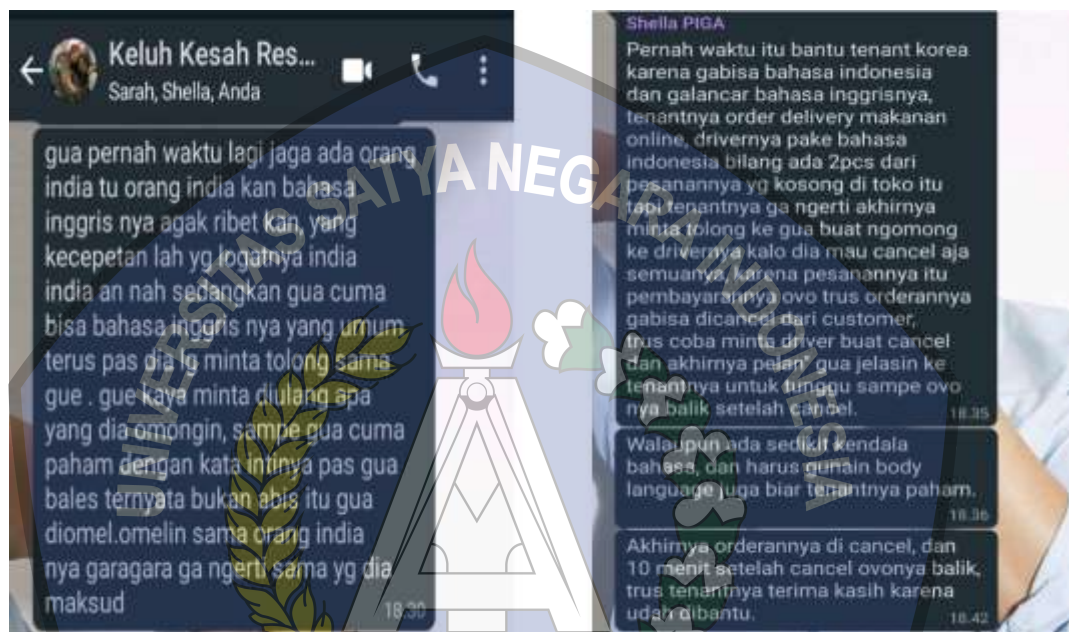 Keluh Kesah Res...
Sarah, Shella, Anda
gua pernah waktu lagi jaga ada orang
india tu orang india kan bahasa
inggris nya agak ribet kan, yang
kecepetan lah yg logatnya india
india an nah sedangkan gua cuma
bisa bahasa inggris nya yang umum
terus pas dia lg minta tolong sama
gue . gue kaya minta diulang apa
yang dia omongin, sampe gua cuma
paham dengan kata intinya pas gua
bales ternyata bukan abis itu gua
diomel.omelin sama orang india
nya garagara ga ngerti sama yg dia
maksud
18.30
Shella PIGA
Pernah waktu itu bantu tenant korea
karena gabisa bahasa indonesia
dan galancar bahasa inggrisnya,
tenantnya order delivery makanan
online, drivernya pake bahasa
indonesia bilang ada 2pcs dari
pesanannya yg kosong di toko itu
tapi tenantnya ga ngerti akhirnya
minta tolong ke gua buat ngomong
ke drivernya kalo dia mau cancel aja
semuanya, karena pesanannya itu
pembayarannya ovo trus orderannya
gabisa dicancel dari customer,
trus coba minta driver buat cancel
dan akhirnya pelan² gua jelasin ke
tenantnya untuk tunggu sampe ovo
nya balik setelah cancel.
18.35
Walaupun ada sedikit kendala
bahasa, dan harus gunain body
language juga biar tenantnya paham.
18.36
Akhirnya orderannya di cancel, dan
10 menit setelah cancel ovonya balik,
trus tenantnya terima kasih karena
udah dibantu.
18.42
UNIVERSITAS SATYA NEGARA INDONESIA